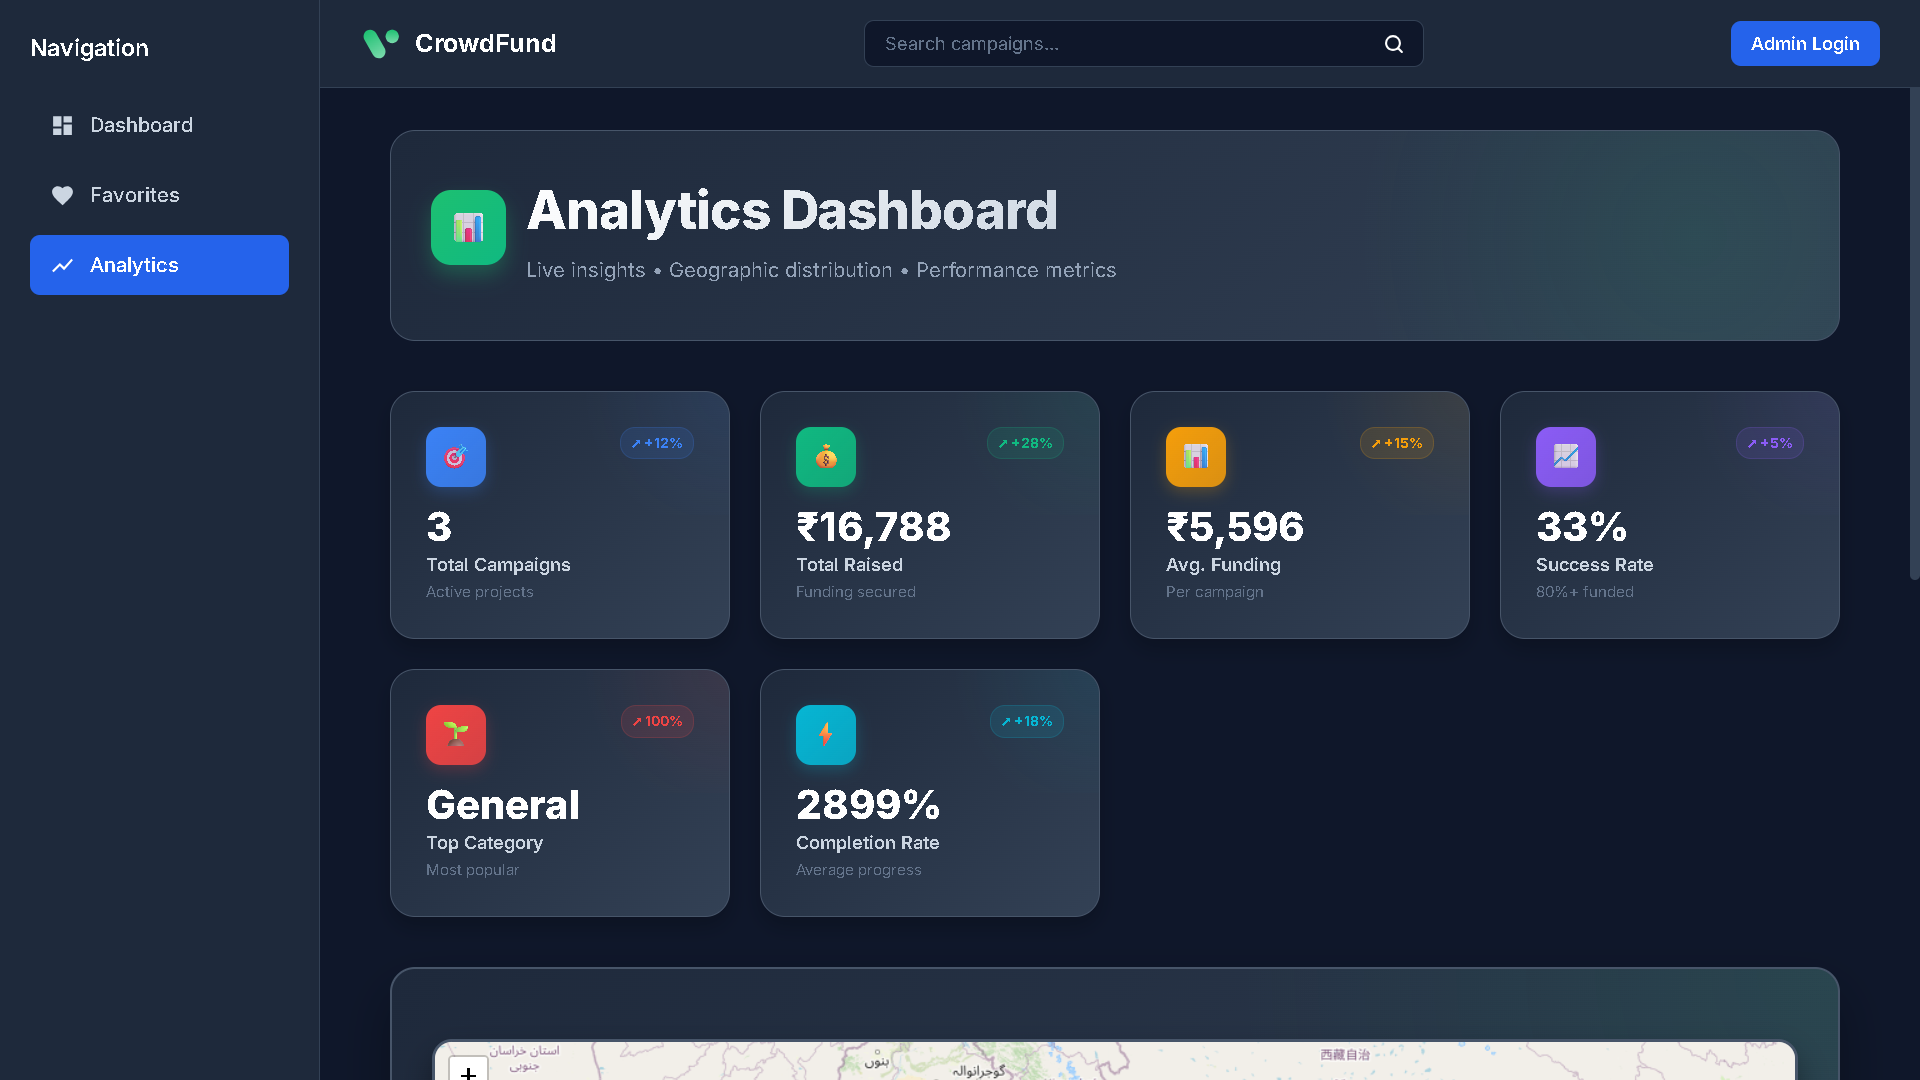 Navigation
Dashboard
Favorites
Analytics
CrowdFund
Search campaigns...
Admin Login
Analytics Dashboard
Live insights • Geographic distribution • Performance metrics
+12%
3
Total Campaigns
Active projects
+28%
₹16,788
Total Raised
Funding secured
+15%
₹5,596
Avg. Funding
Per campaign
+5%
33%
Success Rate
80%+ funded
100%
General
Top Category
Most popular
+18%
2899%
Completion Rate
Average progress
+
استان خراسان
جنوبی
بنوں
گوجرانوالہ
西藏自治